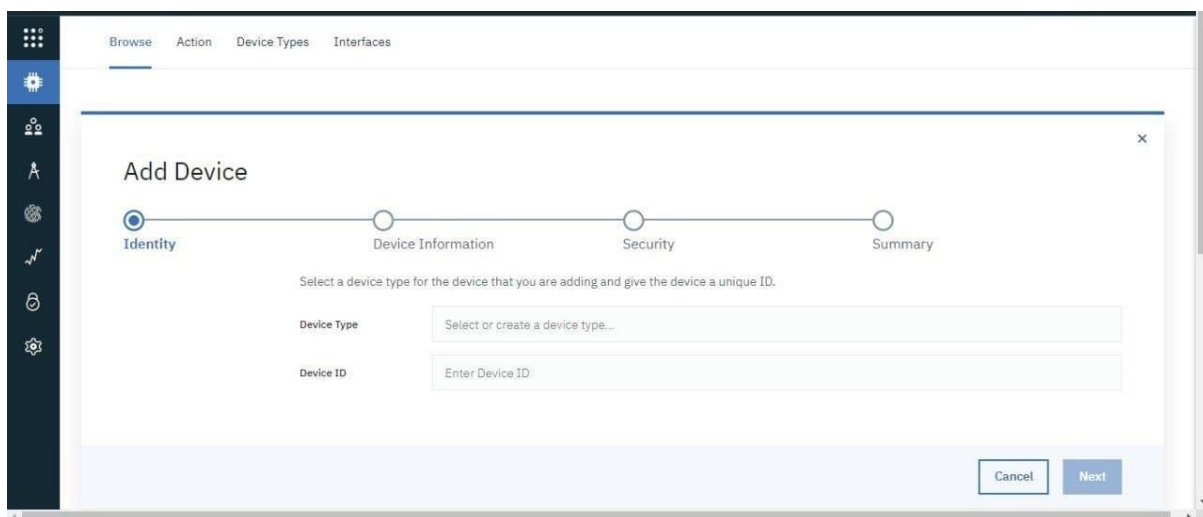 Browse Action Device Types Interfaces
Add Device
Identity Device Information Security Summary
Select a device type for the device that you are adding and give the device a unique ID.
Device Type Select or create a device type...
Device ID Enter Device ID
Cancel Next